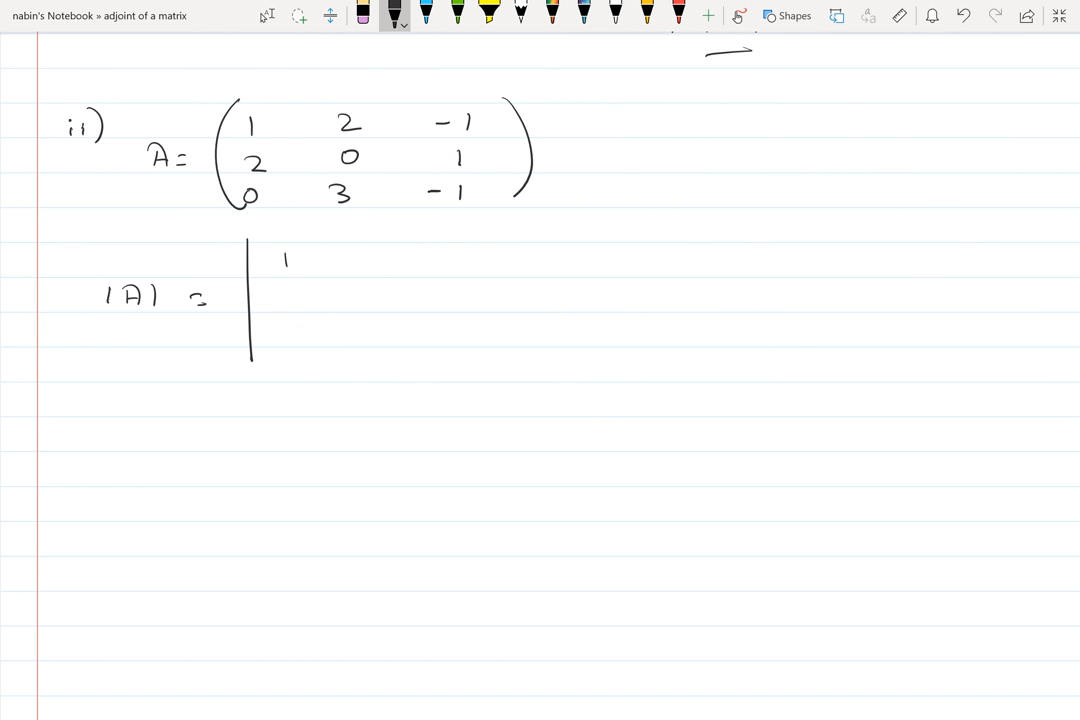 nabin's Notebook » adjoint of a matrix
Shapes
ii) A = ( 1 2 -1
2 0 1
0 3 -1 )
|A| = | 1